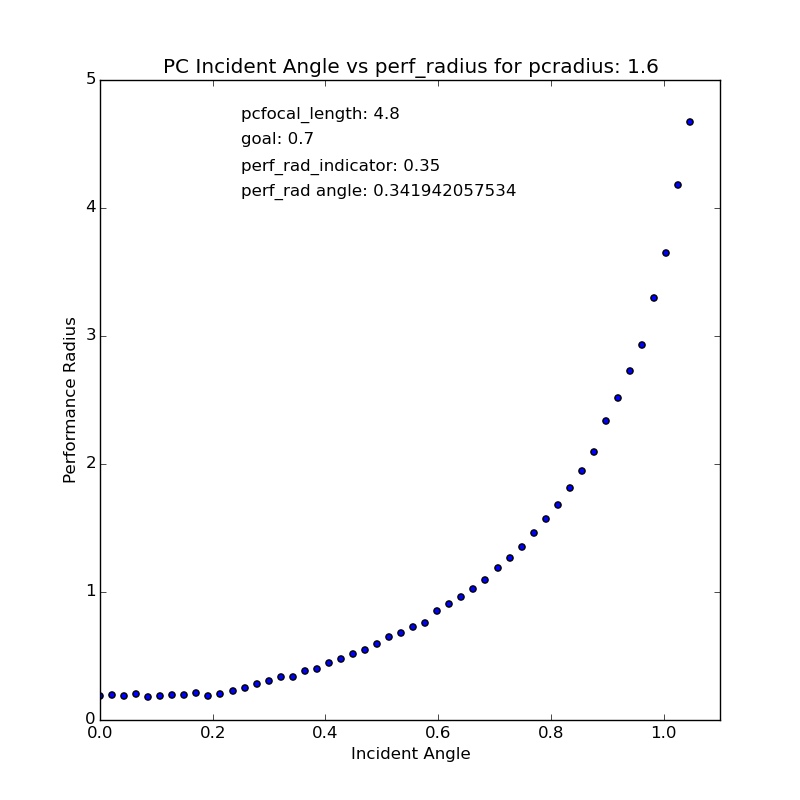 PC Incident Angle vs perf_radius for pcradius: 1.6
pcfocal_length: 4.8
goal: 0.7
perf_rad_indicator: 0.35
perf_rad angle: 0.341942057534
5
4
3
2
1
0
Performance Radius
0.0 0.2 0.4 0.6 0.8 1.0
Incident Angle